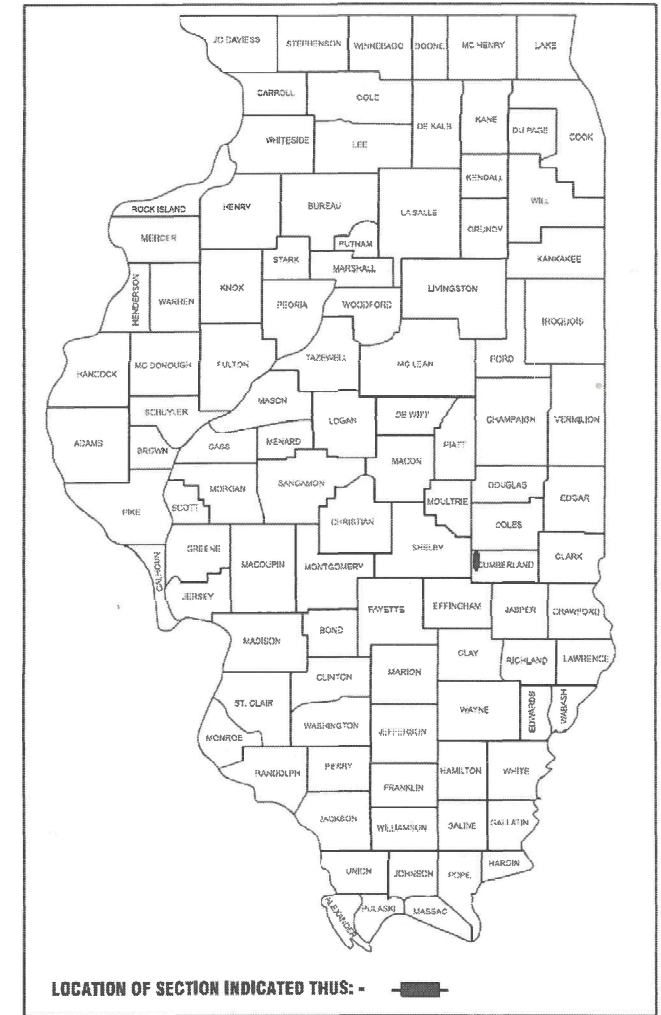 JO DAVIESS STEPHENSON WINNEBAGO BOONE MC HENRY LAKE
CARROLL OGLE DE KALB KANE DU PAGE COOK
WHITESIDE LEE
KENDALL WILL
ROCK ISLAND HENRY BUREAU LA SALLE GRUNDY
MERCER PUTNAM KANKAKEE
STARK MARSHALL
HENDERSON WARREN KNOX PEORIA WOODFORD LIVINGSTON IROQUOIS
HANCOCK MC DONOUGH FULTON TAZEWELL MC LEAN FORD
SCHUYLER MASON LOGAN DE WITT CHAMPAIGN VERMILION
ADAMS BROWN CASS MENARD MACON PIATT
PIKE SCOTT MORGAN SANGAMON MOULTRIE DOUGLAS EDGAR
CHRISTIAN COLES
CALHOUN GREENE MACOUPIN MONTGOMERY SHELBY CUMBERLAND CLARK
JERSEY FAYETTE EFFINGHAM JASPER CRAWFORD
MADISON BOND CLAY RICHLAND LAWRENCE
CLINTON MARION
ST. CLAIR WASHINGTON JEFFERSON WAYNE EDWARDS WABASH
MONROE
RANDOLPH PERRY FRANKLIN HAMILTON WHITE
JACKSON WILLIAMSON SALINE GALLATIN
UNION JOHNSON POPE HARDIN
ALEXANDER PULASKI MASSAC
LOCATION OF SECTION INDICATED THUS: -